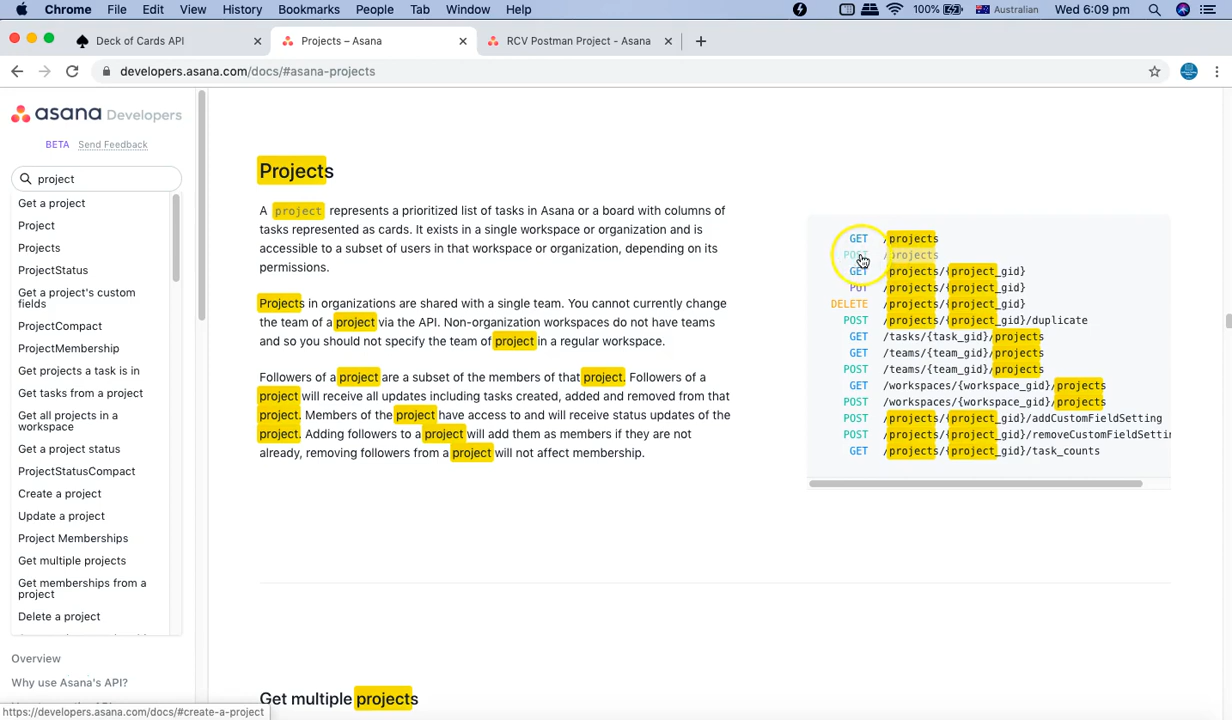 Chrome File Edit View History Bookmarks People Tab Window Help 100% Australian Wed 6:09 pm
Deck of Cards API
Projects – Asana
RCV Postman Project - Asana
developers.asana.com/docs/#asana-projects
asana Developers
BETA Send Feedback
project
Get a project
Project
Projects
ProjectStatus
Get a project's custom
fields
ProjectCompact
ProjectMembership
Get projects a task is in
Get tasks from a project
Get all projects in a
workspace
Get a project status
ProjectStatusCompact
Create a project
Update a project
Project Memberships
Get multiple projects
Get memberships from a
project
Delete a project
Overview
Why use Asana's API?
https://developers.asana.com/docs/#create-a-project
Projects
A project represents a prioritized list of tasks in Asana or a board with columns of
tasks represented as cards. It exists in a single workspace or organization and is
accessible to a subset of users in that workspace or organization, depending on its
permissions.
Projects in organizations are shared with a single team. You cannot currently change
the team of a project via the API. Non-organization workspaces do not have teams
and so you should not specify the team of project in a regular workspace.
Followers of a project are a subset of the members of that project. Followers of a
project will receive all updates including tasks created, added and removed from that
project. Members of the project have access to and will receive status updates of the
project. Adding followers to a project will add them as members if they are not
already, removing followers from a project will not affect membership.
GET /projects
POST /projects
GET /projects/{project_gid}
PUT /projects/{project_gid}
DELETE /projects/{project_gid}
POST /projects/{project_gid}/duplicate
GET /tasks/{task_gid}/projects
GET /teams/{team_gid}/projects
POST /teams/{team_gid}/projects
GET /workspaces/{workspace_gid}/projects
POST /workspaces/{workspace_gid}/projects
POST /projects/{project_gid}/addCustomFieldSetting
POST /projects/{project_gid}/removeCustomFieldSettin
GET /projects/{project_gid}/task_counts
Get multiple projects